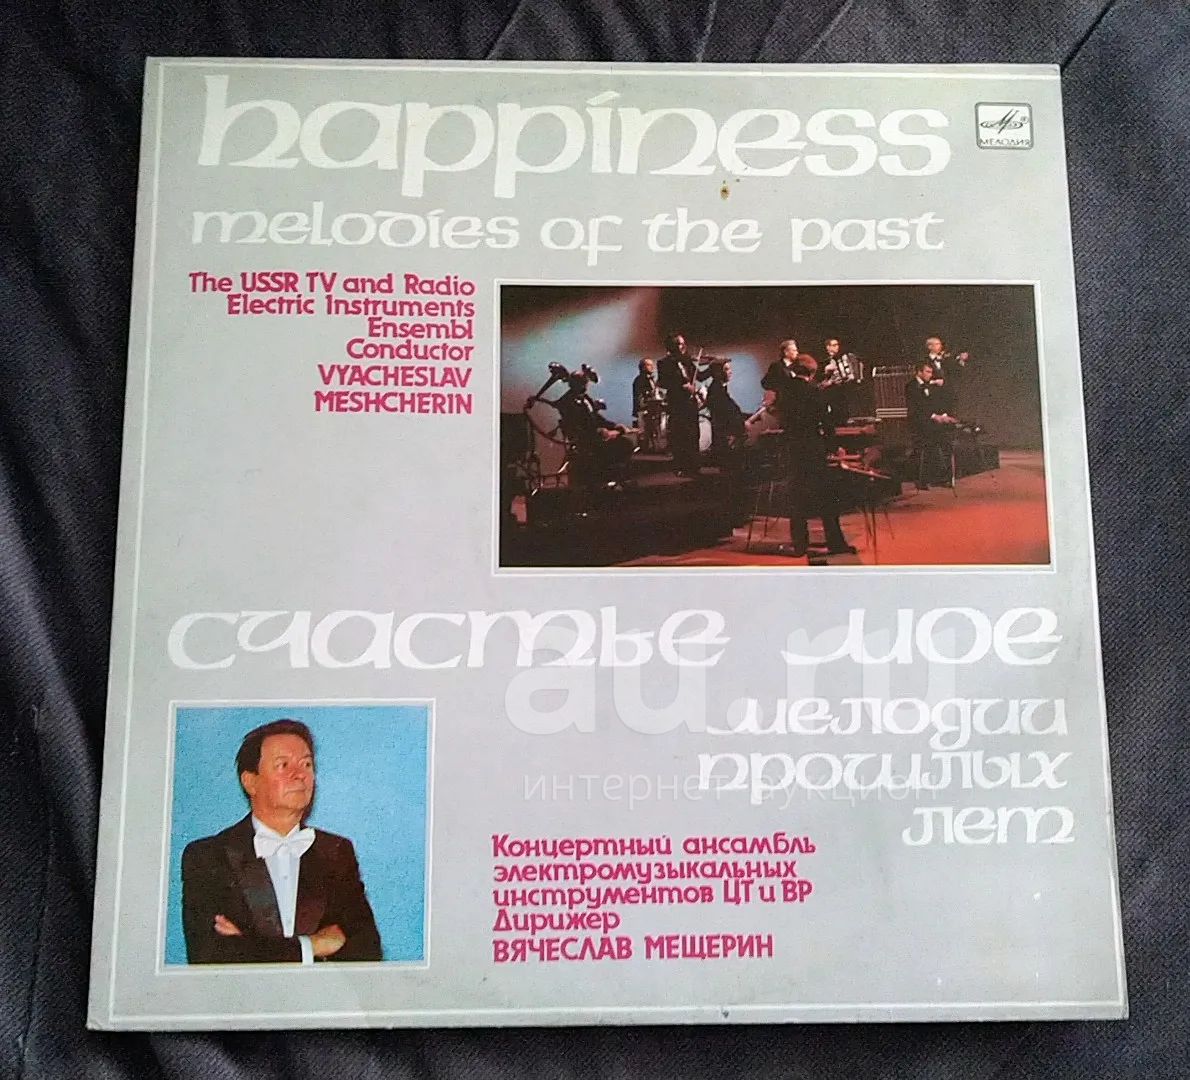 happiness
МЕЛОДИЯ
melodies of the past
The USSR TV and Radio
Electric Instruments
Ensembl
Conductor
VYACHESLAV
MESHCHERIN
счастье мое
мелодии
прошлых
лет
au.ru
интернет-аукцион
Концертный ансамбль
электромузыкальных
инструментов ЦТ и ВР
Дирижер
ВЯЧЕСЛАВ МЕЩЕРИН